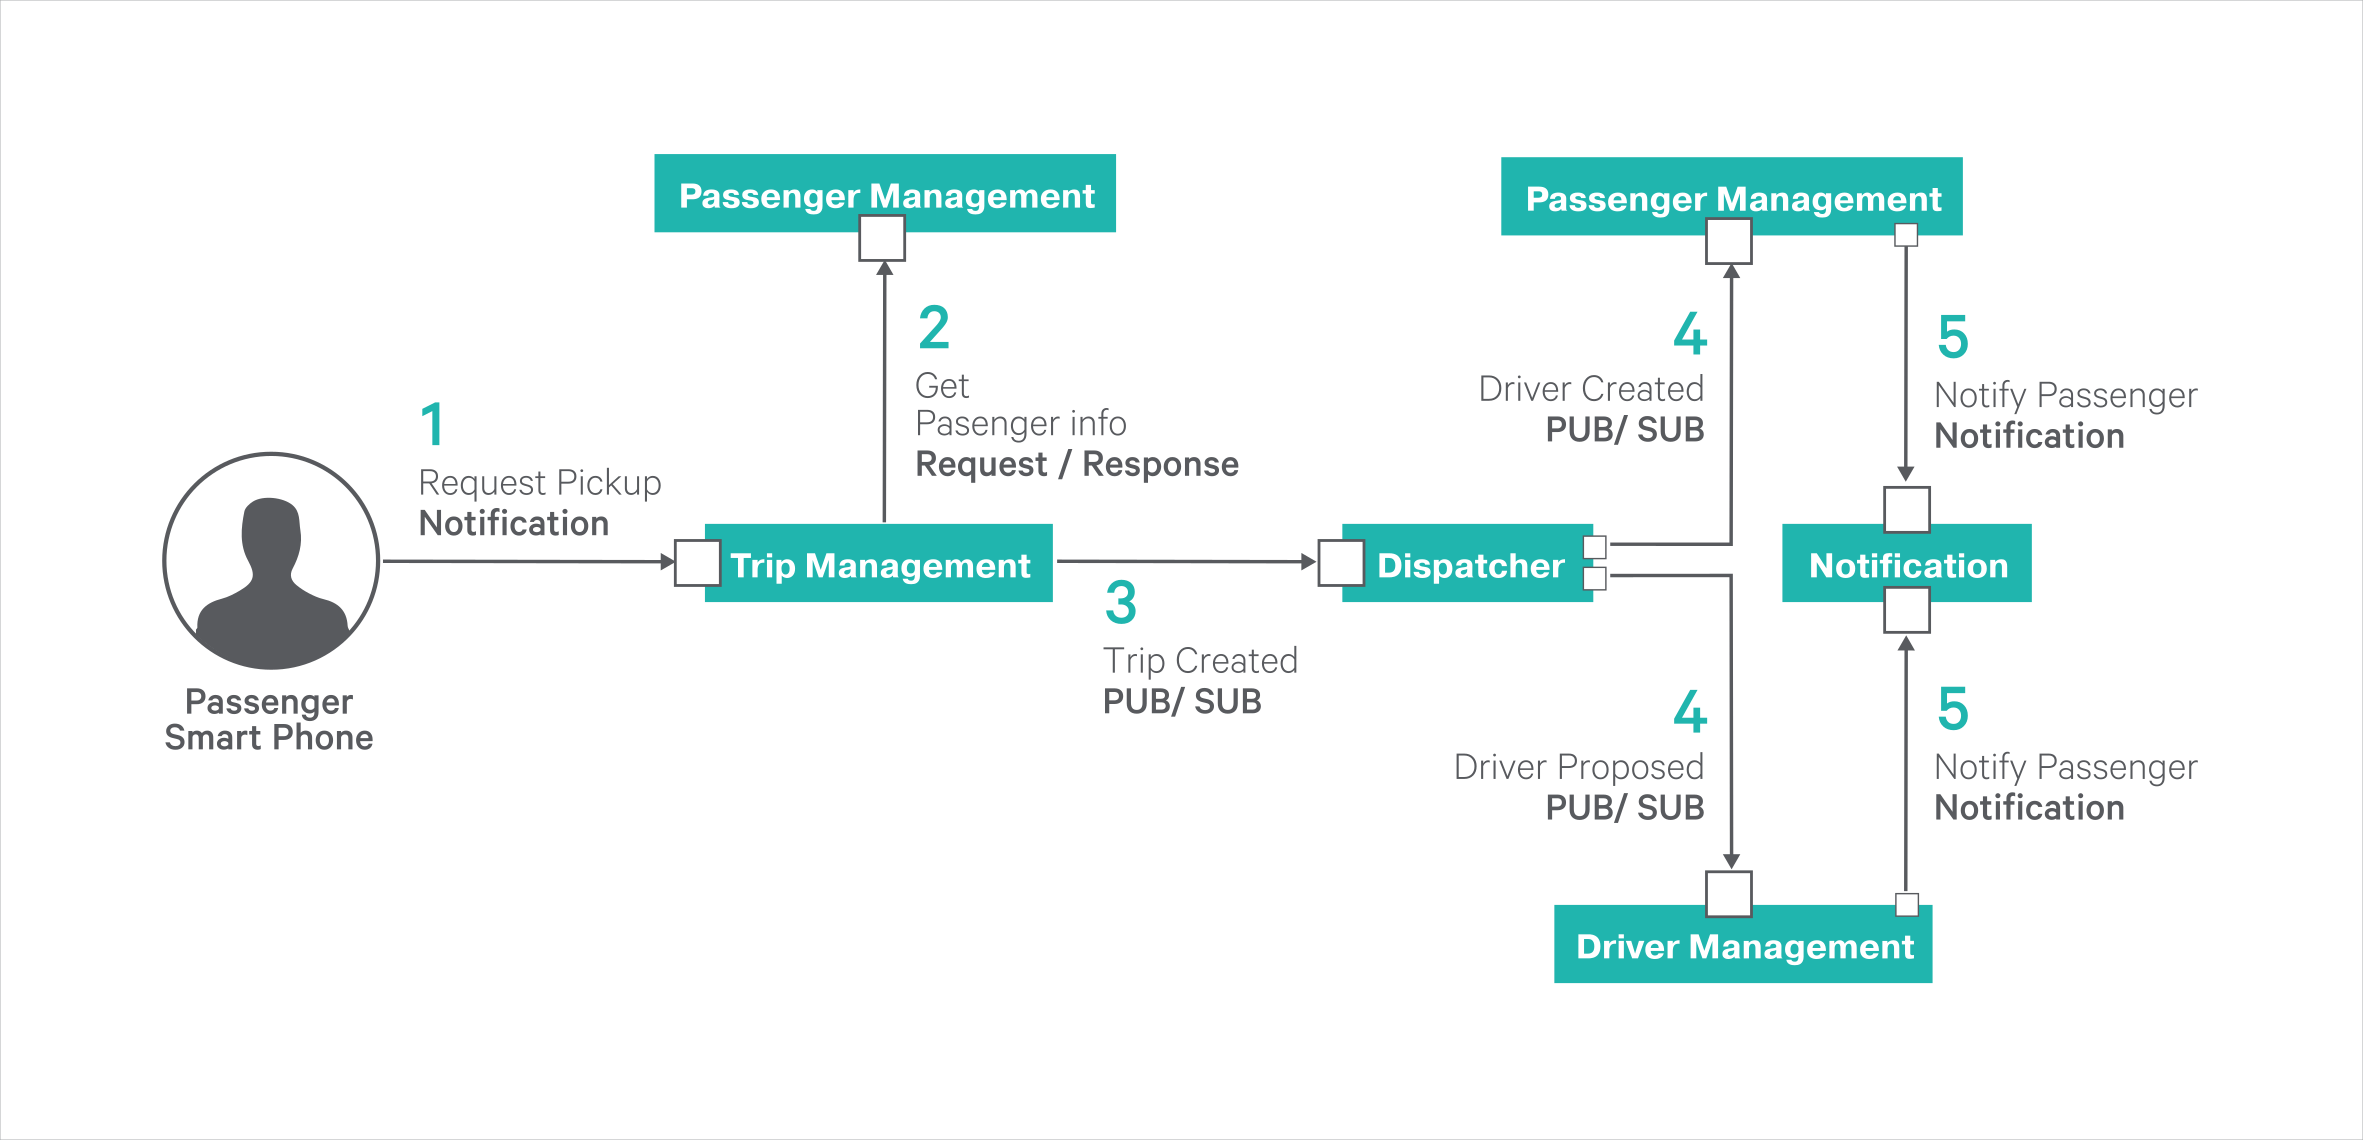 Passenger Management
2
Get
Pasenger info
Request / Response
1
Request Pickup
Notification
Passenger
Smart Phone
Trip Management
3
Trip Created
PUB/ SUB
Dispatcher
Passenger Management
4
Driver Created
PUB/ SUB
5
Notify Passenger
Notification
Notification
4
Driver Proposed
PUB/ SUB
5
Notify Passenger
Notification
Driver Management